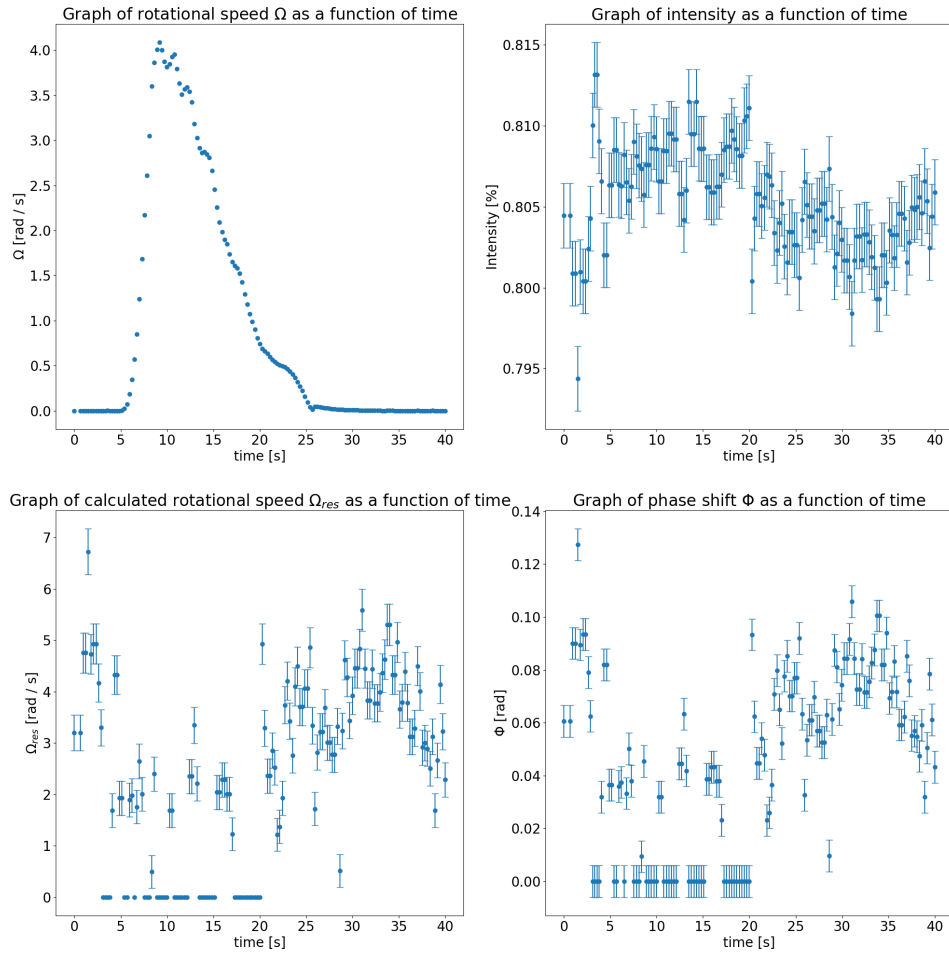 Graph of rotational speed Ω as a function of time
4.0
3.5
3.0
2.5
2.0
1.5
1.0
0.5
0.0
Ω [rad / s]
0 5 10 15 20 25 30 35 40
time [s]
Graph of intensity as a function of time
0.815
0.810
0.805
0.800
0.795
Intensity [%]
0 5 10 15 20 25 30 35 40
time [s]
Graph of calculated rotational speed Ωres as a function of time
7
6
5
4
3
2
1
0
Ωres [rad / s]
0 5 10 15 20 25 30 35 40
time [s]
Graph of phase shift Φ as a function of time
0.14
0.12
0.10
0.08
0.06
0.04
0.02
0.00
Φ [rad]
0 5 10 15 20 25 30 35 40
time [s]